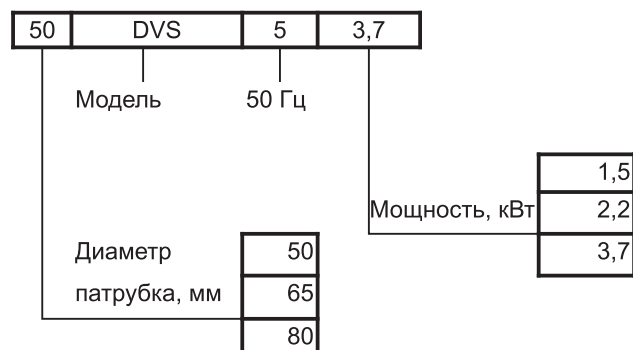 50 DVS 5 3,7
Модель 50 Гц
1,5
Мощность, кВт 2,2
3,7
Диаметр 50
патрубка, мм 65
80